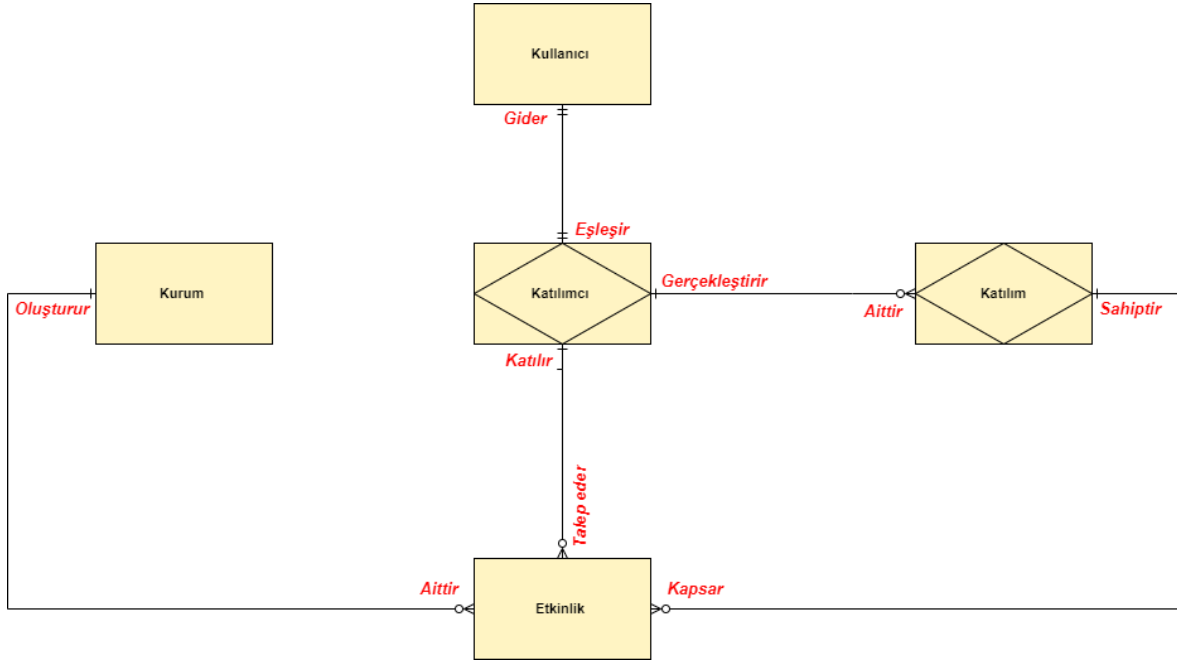 Kullanıcı
Gider
Eşleşir
Kurum
Oluşturur
Katılımcı
Gerçekleştirir
Aittir
Katılım
Sahiptir
Katılır
Talep eder
Aittir
Etkinlik
Kapsar